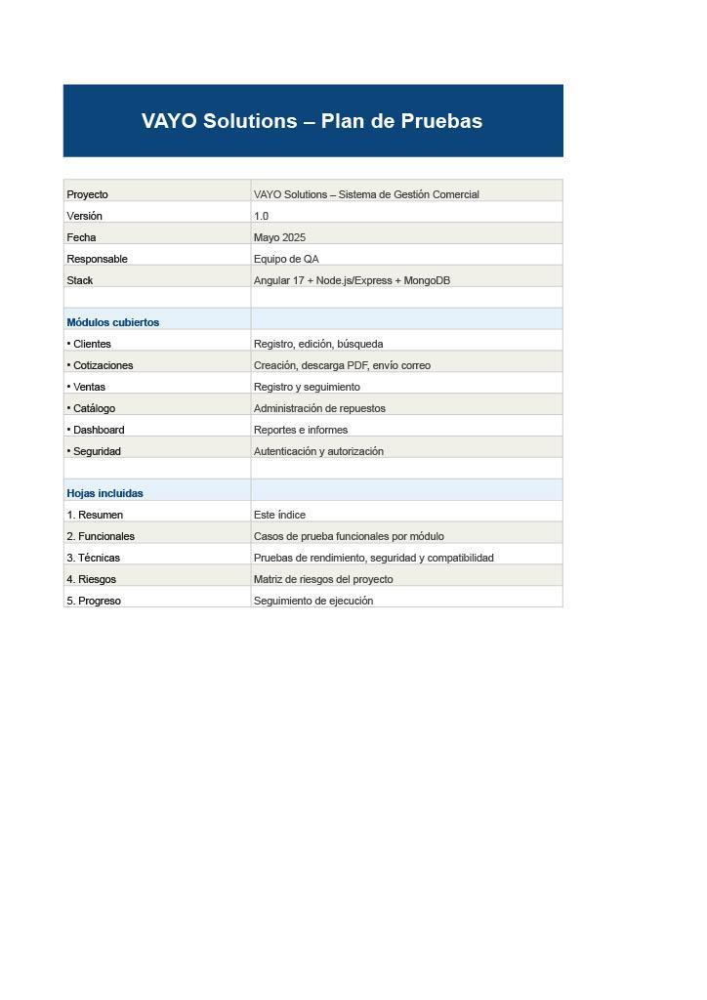 VAYO Solutions – Plan de Pruebas
Proyecto VAYO Solutions – Sistema de Gestión Comercial
Versión 1.0
Fecha Mayo 2025
Responsable Equipo de QA
Stack Angular 17 + Node.js/Express + MongoDB
Módulos cubiertos
• Clientes Registro, edición, búsqueda
• Cotizaciones Creación, descarga PDF, envío correo
• Ventas Registro y seguimiento
• Catálogo Administración de repuestos
• Dashboard Reportes e informes
• Seguridad Autenticación y autorización
Hojas incluidas
1. Resumen Este índice
2. Funcionales Casos de prueba funcionales por módulo
3. Técnicas Pruebas de rendimiento, seguridad y compatibilidad
4. Riesgos Matriz de riesgos del proyecto
5. Progreso Seguimiento de ejecución